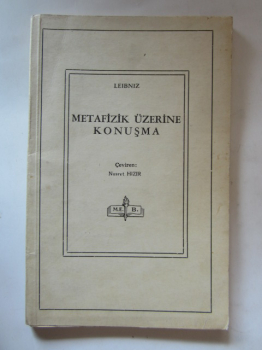 LEIBNIZ
METAFİZİK ÜZERİNE
KONUŞMA
Çeviren:
Nusret HIZIR
M.E. B.